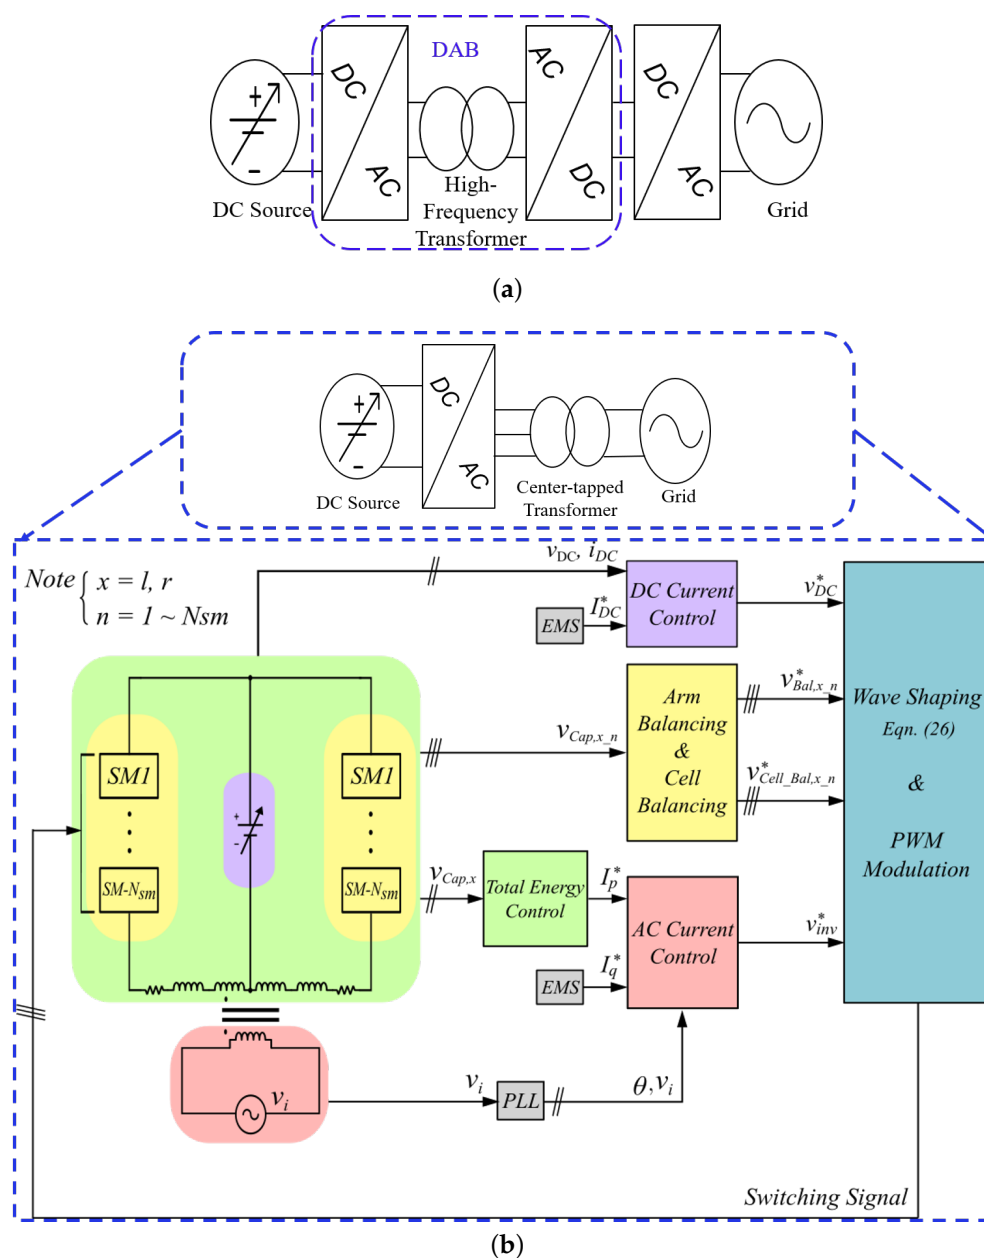 DAB
DC
AC
AC
DC
DC
AC
+
-
DC Source
High-
Frequency
Transformer
Grid
(a)
DC
AC
+
-
DC Source
Center-tapped
Transformer
Grid
Note { x = l, r
n = 1 ~ Nsm
v_DC, i_DC
I*_DC
EMS
DC Current
Control
v*_DC
SM1
SM1
SM-N_sm
SM-N_sm
+
-
v_Cap,x_n
Arm
Balancing
&
Cell
Balancing
v*_Bal,x_n
v*_Cell_Bal,x_n
Wave Shaping
Eqn. (26)
&
PWM
Modulation
v_Cap,x
Total Energy
Control
I*_p
I*_q
EMS
AC Current
Control
v*_inv
v_i
v_i
PLL
θ, v_i
Switching Signal
(b)